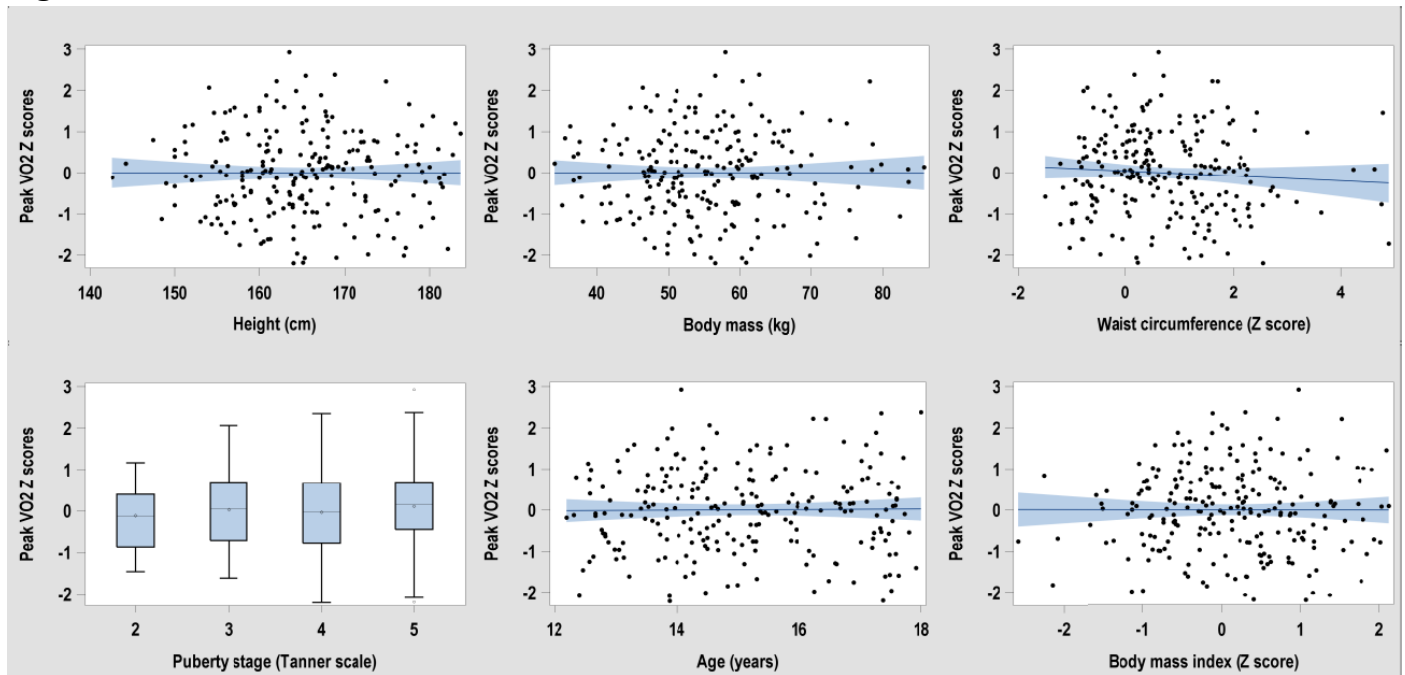 3
2
1
0
-1
-2
Peak VO2 Z scores
140 150 160 170 180
Height (cm)
3
2
1
0
-1
-2
Peak VO2 Z scores
40 50 60 70 80
Body mass (kg)
3
2
1
0
-1
-2
Peak VO2 Z scores
-2 0 2 4
Waist circumference (Z score)
3
2
1
0
-1
-2
Peak VO2 Z scores
2 3 4 5
Puberty stage (Tanner scale)
3
2
1
0
-1
-2
Peak VO2 Z scores
12 14 16 18
Age (years)
3
2
1
0
-1
-2
Peak VO2 Z scores
-2 -1 0 1 2
Body mass index (Z score)